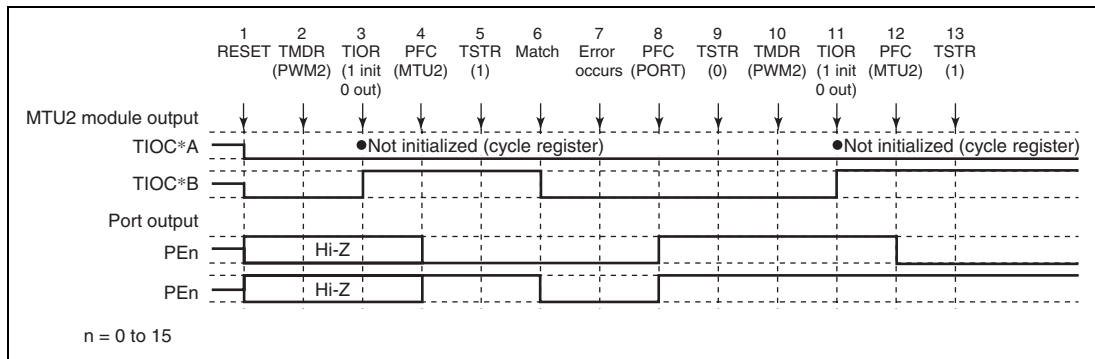 1 2 3 4 5 6 7 8 9 10 11 12 13
RESET TMDR TIOR PFC TSTR Match Error PFC TSTR TMDR TIOR PFC TSTR
(PWM2) (1 init (MTU2) (1) occurs (PORT) (0) (PWM2) (1 init (MTU2) (1)
0 out) 0 out)
MTU2 module output
TIOC*A ●Not initialized (cycle register) ●Not initialized (cycle register)
TIOC*B
Port output
PEn Hi-Z
PEn Hi-Z
n = 0 to 15